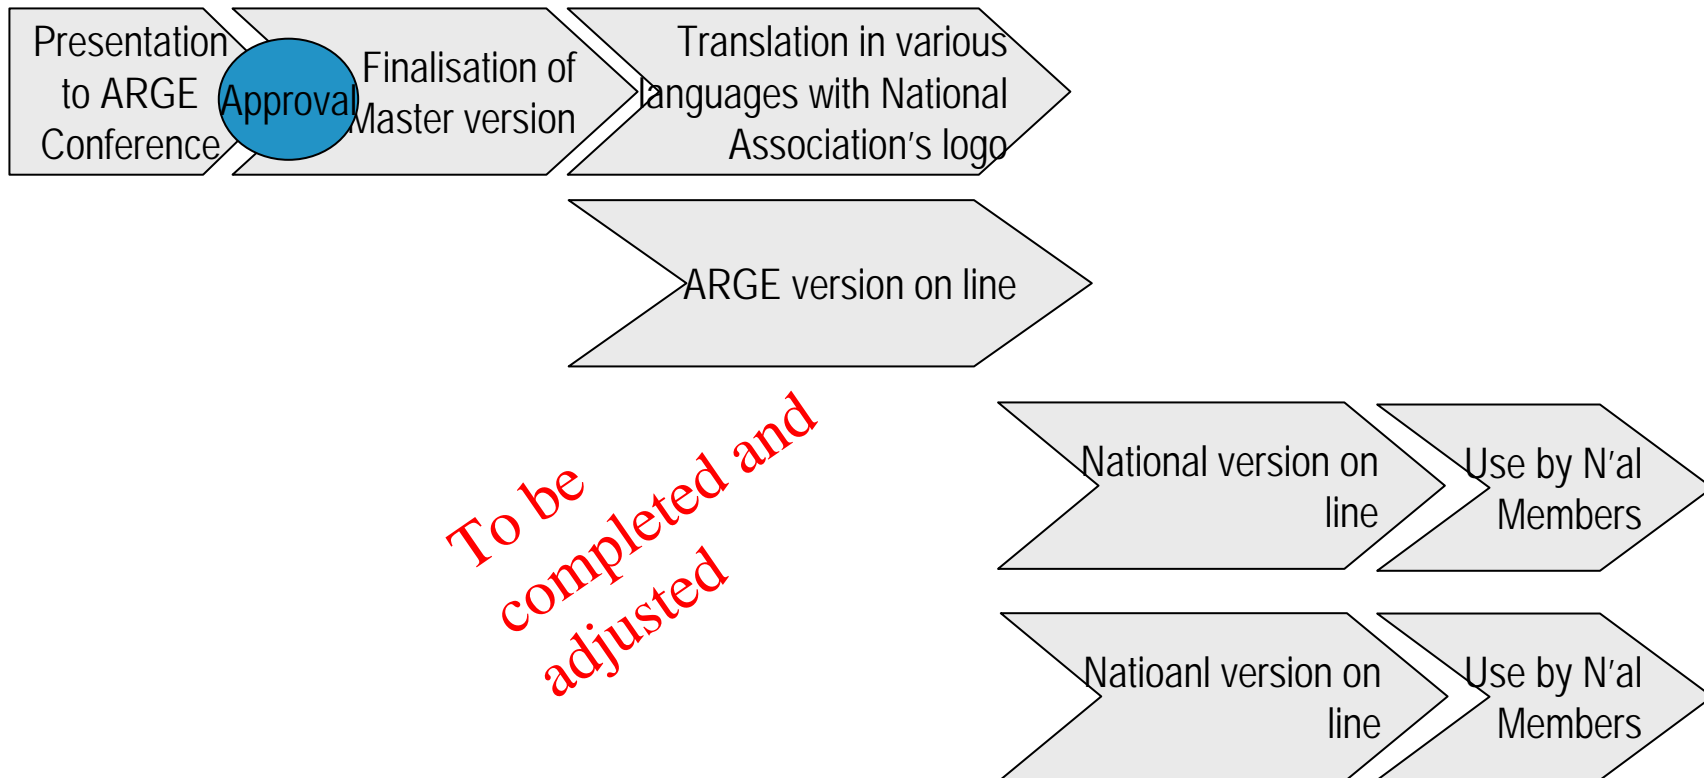 Presentation
to ARGE
Conference
Approval
Finalisation of
Master version
Translation in various
languages with National
Association's logo
ARGE version on line
To be
completed and
adjusted
National version on
line
Use by N'al
Members
Natioanl version on
line
Use by N'al
Members